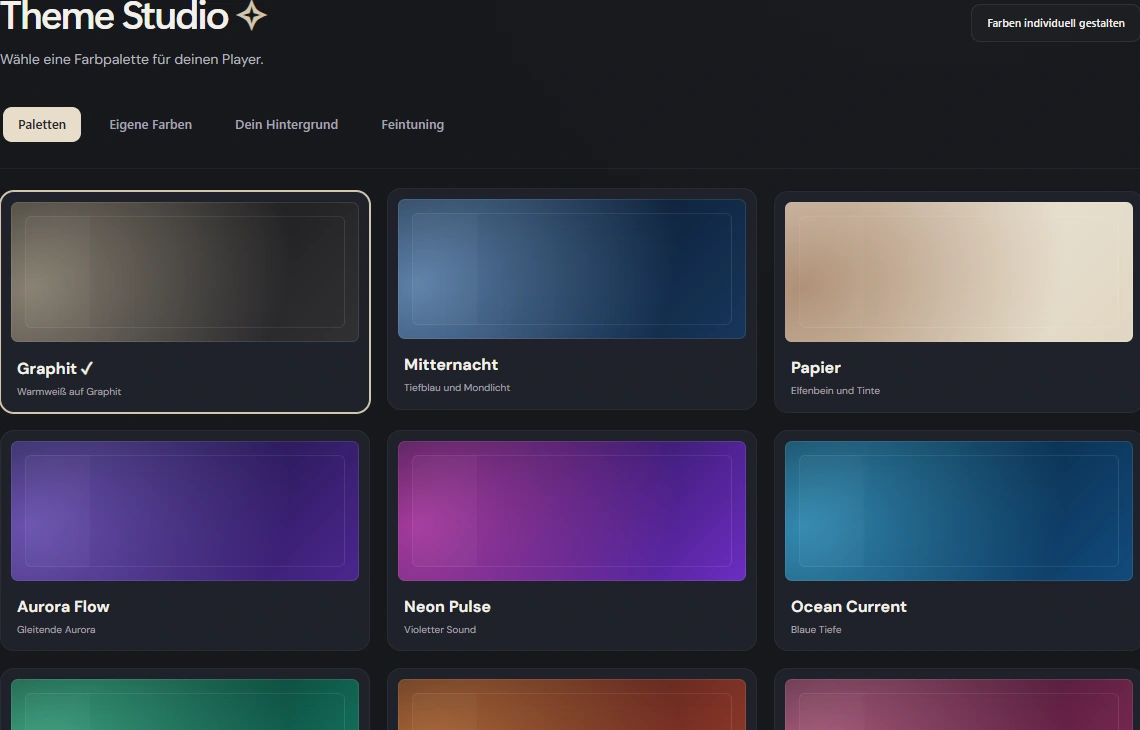 Theme Studio
Farben individuell gestalten
Wähle eine Farbpalette für deinen Player.
Paletten
Eigene Farben
Dein Hintergrund
Feintuning
Graphit ✓
Warmweiß auf Graphit
Mitternacht
Tiefblau und Mondlicht
Papier
Elfenbein und Tinte
Aurora Flow
Gleitende Aurora
Neon Pulse
Violetter Sound
Ocean Current
Blaue Tiefe